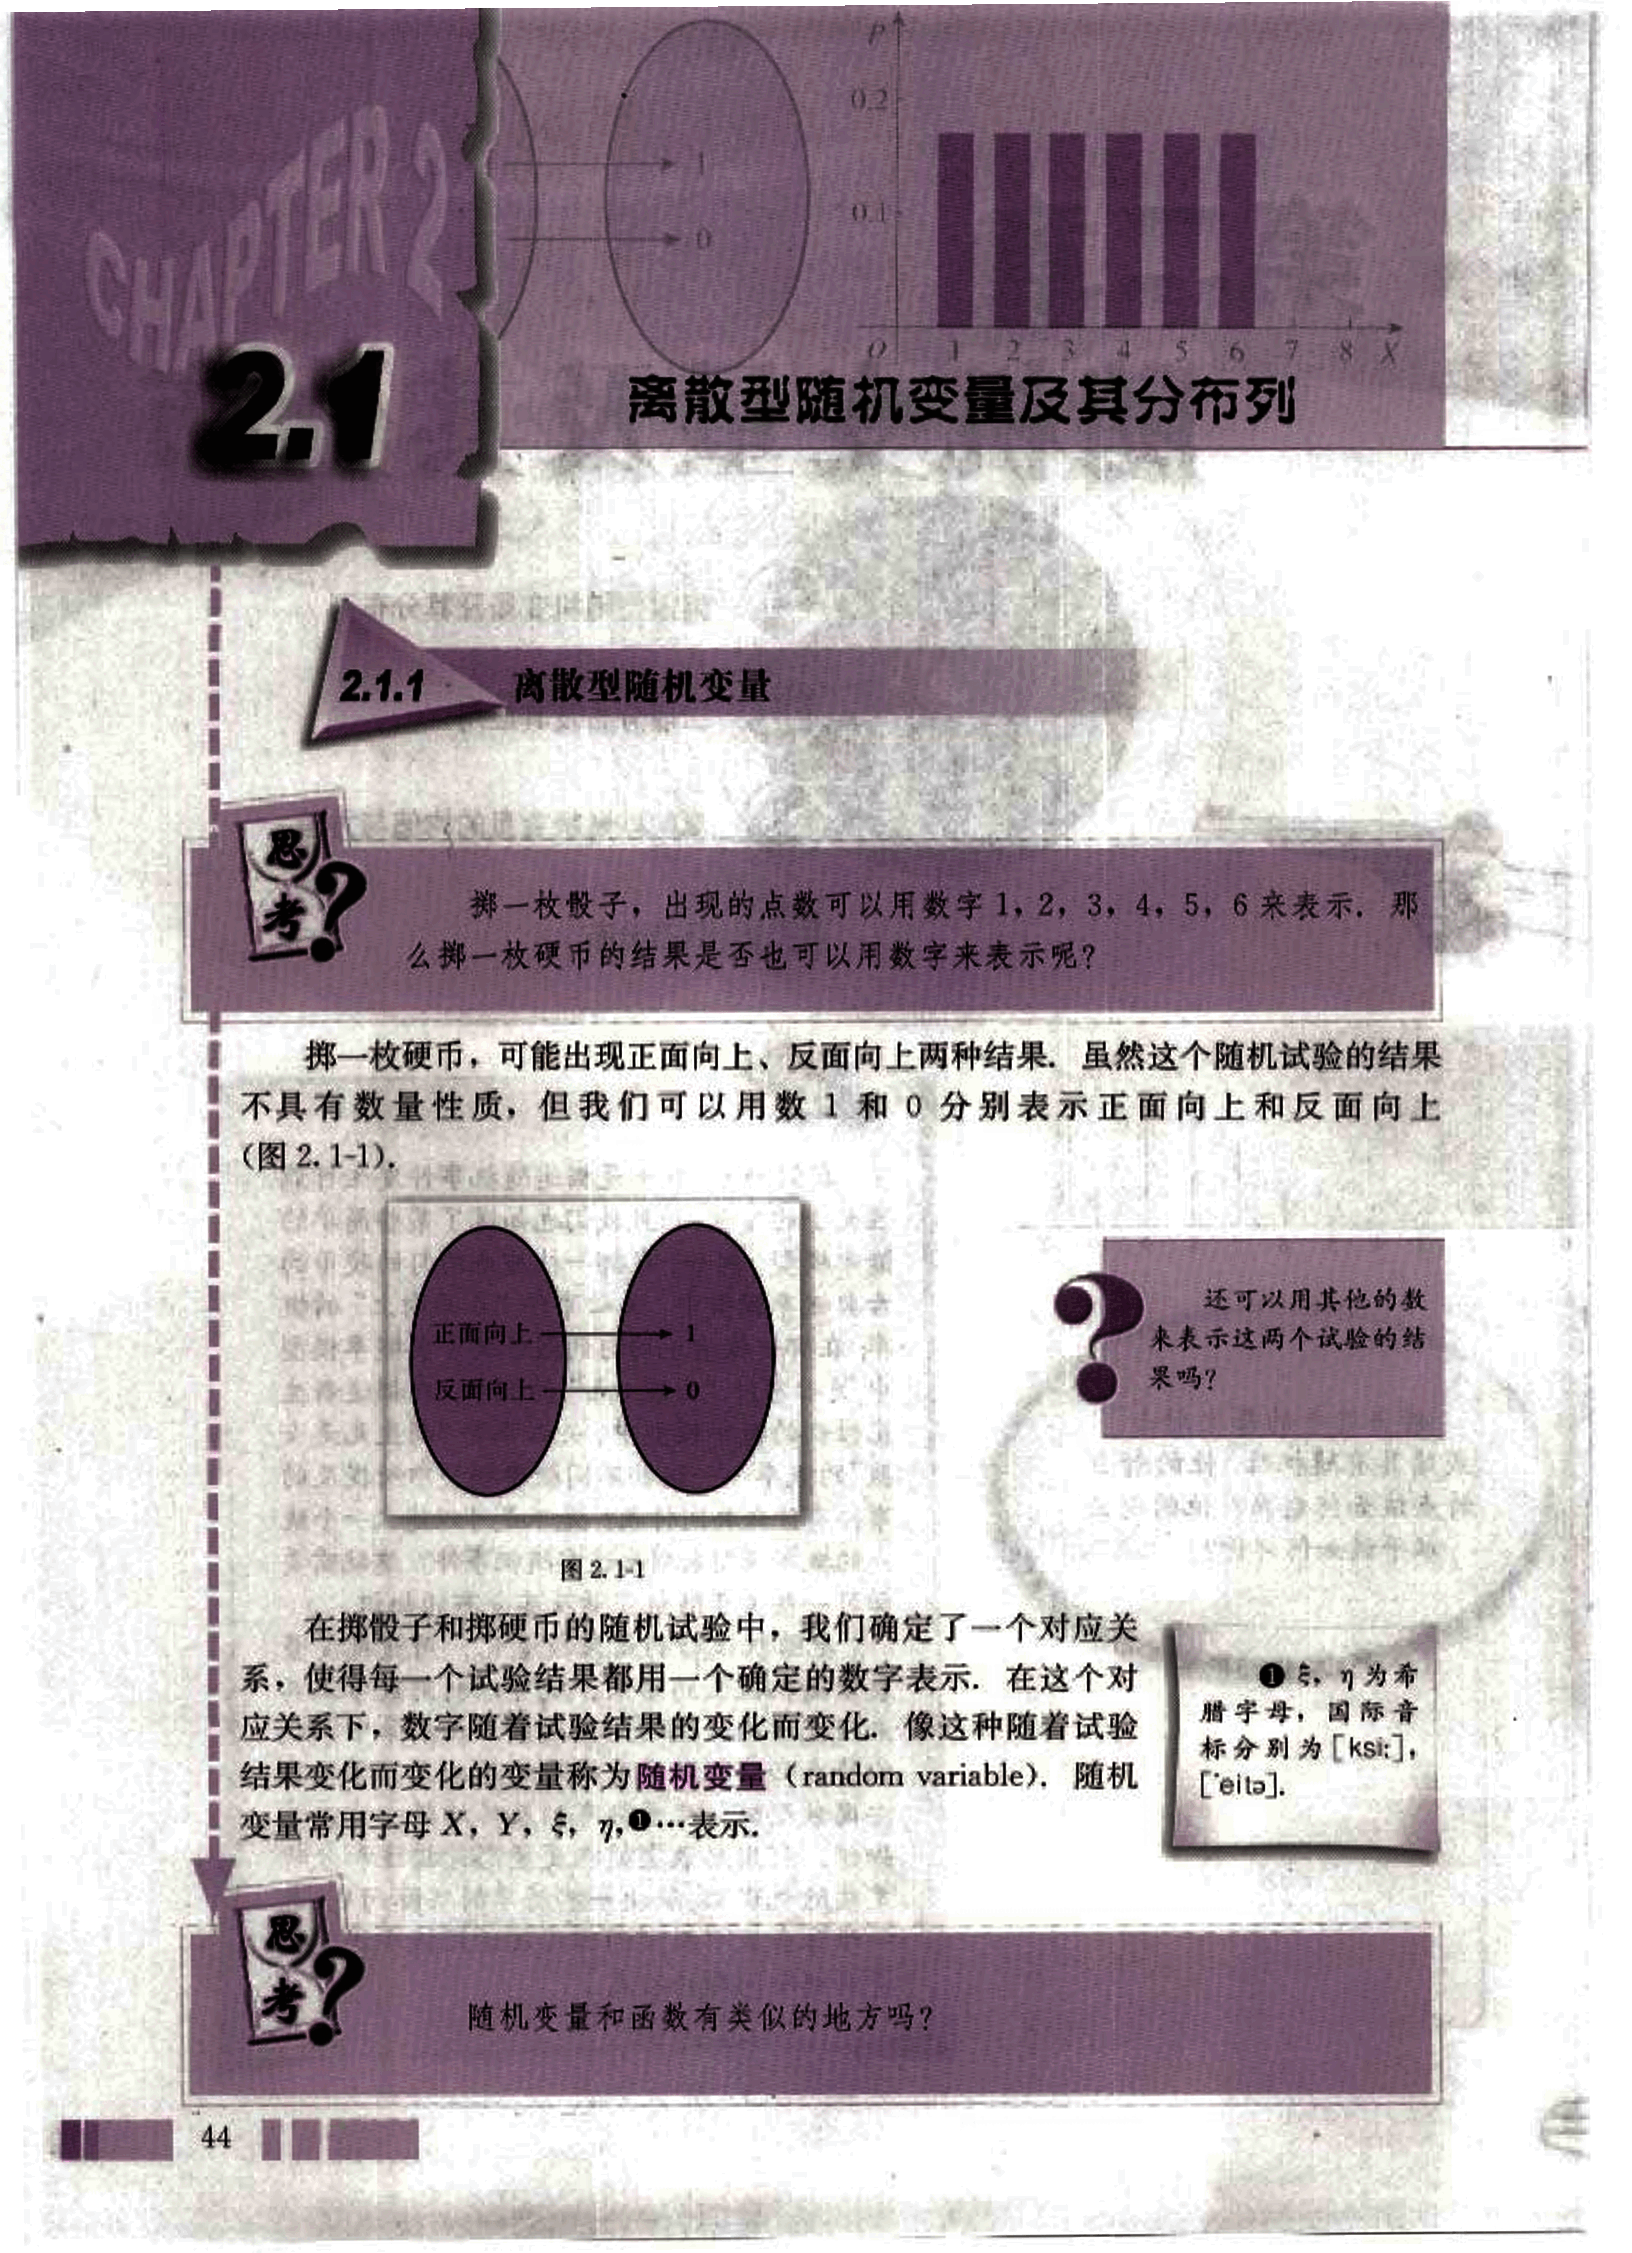 CHAPTER 2
P
0.2
0.1
1
0
O 1 2 3 4 5 6 7 8 X
2.1
离散型随机变量及其分布列
2.1.1 离散型随机变量
思考?
掷一枚骰子，出现的点数可以用数字1，2，3，4，5，6来表示．那
么掷一枚硬币的结果是否也可以用数字来表示呢？
掷一枚硬币，可能出现正面向上、反面向上两种结果．虽然这个随机试验的结果
不具有数量性质，但我们可以用数1和0分别表示正面向上和反面向上
(图2.1-1)．
正面向上 1
反面向上 0
图2.1-1
?
还可以用其他的数
来表示这两个试验的结
果吗？
在掷骰子和掷硬币的随机试验中，我们确定了一个对应关
系，使得每一个试验结果都用一个确定的数字表示．在这个对
应关系下，数字随着试验结果的变化而变化．像这种随着试验
结果变化而变化的变量称为随机变量（random variable）．随机
变量常用字母X，Y，ξ，η,❶…表示．
❶ ξ，η为希
腊字母，国际音
标分别为[ksi:]，
['eitə]．
思考?
随机变量和函数有类似的地方吗？
44